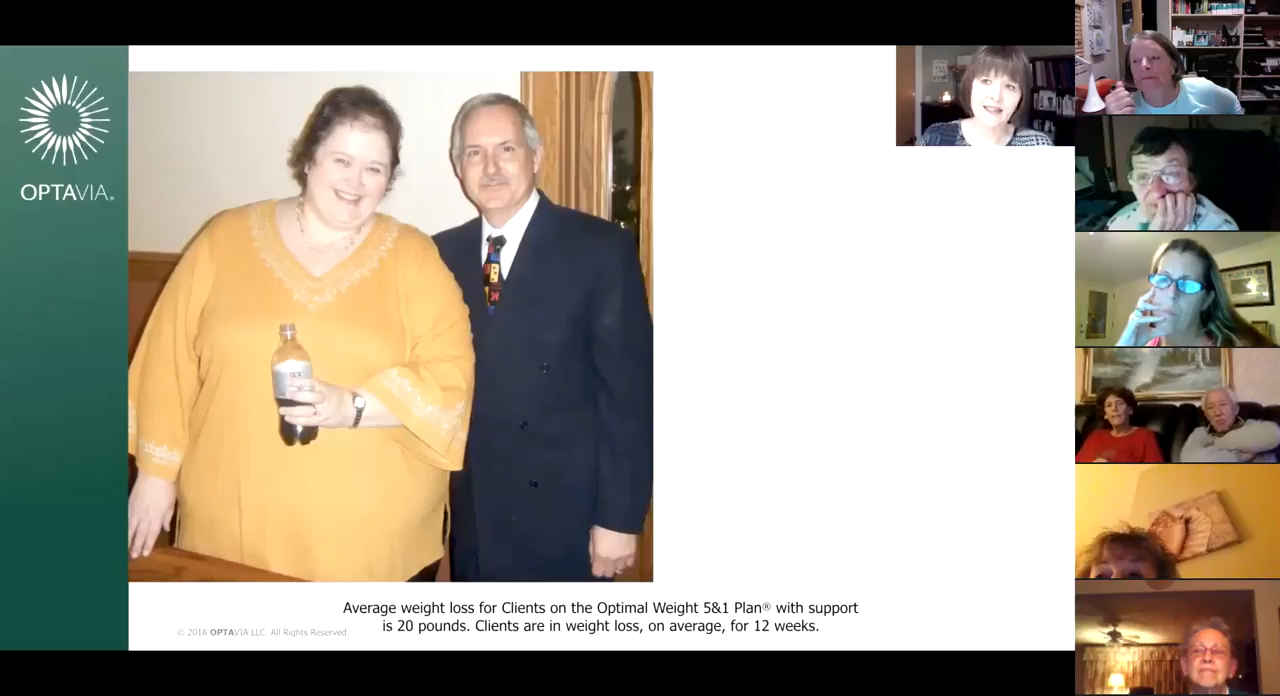 OPTAVIA®
Average weight loss for Clients on the Optimal Weight 5&1 Plan® with support
is 20 pounds. Clients are in weight loss, on average, for 12 weeks.
© 2018 OPTAVIA LLC. All Rights Reserved.